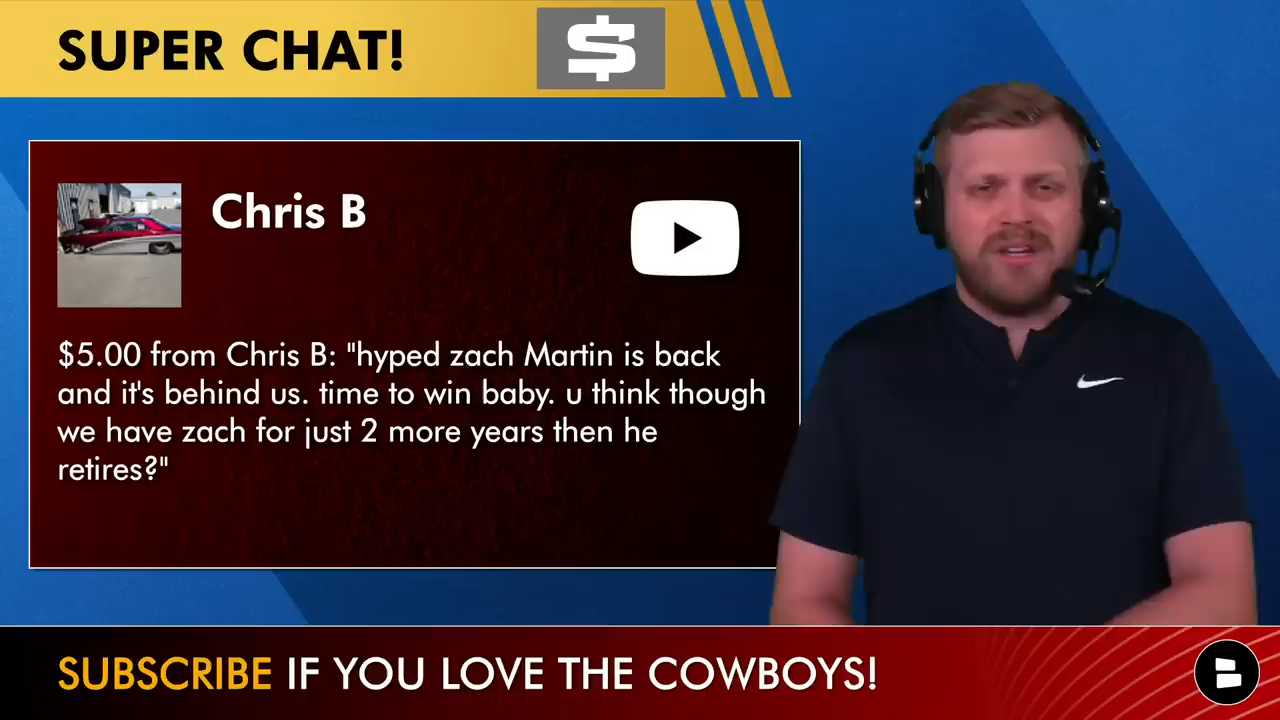 SUPER CHAT!
Chris B
$5.00 from Chris B: "hyped zach Martin is back
and it's behind us. time to win baby. u think though
we have zach for just 2 more years then he
retires?"
SUBSCRIBE IF YOU LOVE THE COWBOYS!